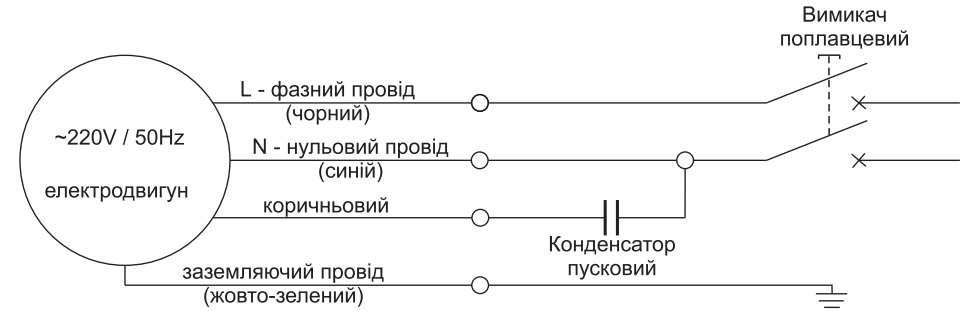 Вимикач
поплавцевий
L - фазний провід
(чорний)
~220V / 50Hz
N - нульовий провід
(синій)
електродвигун
коричньовий
Конденсатор
пусковий
заземляючий провід
(жовто-зелений)